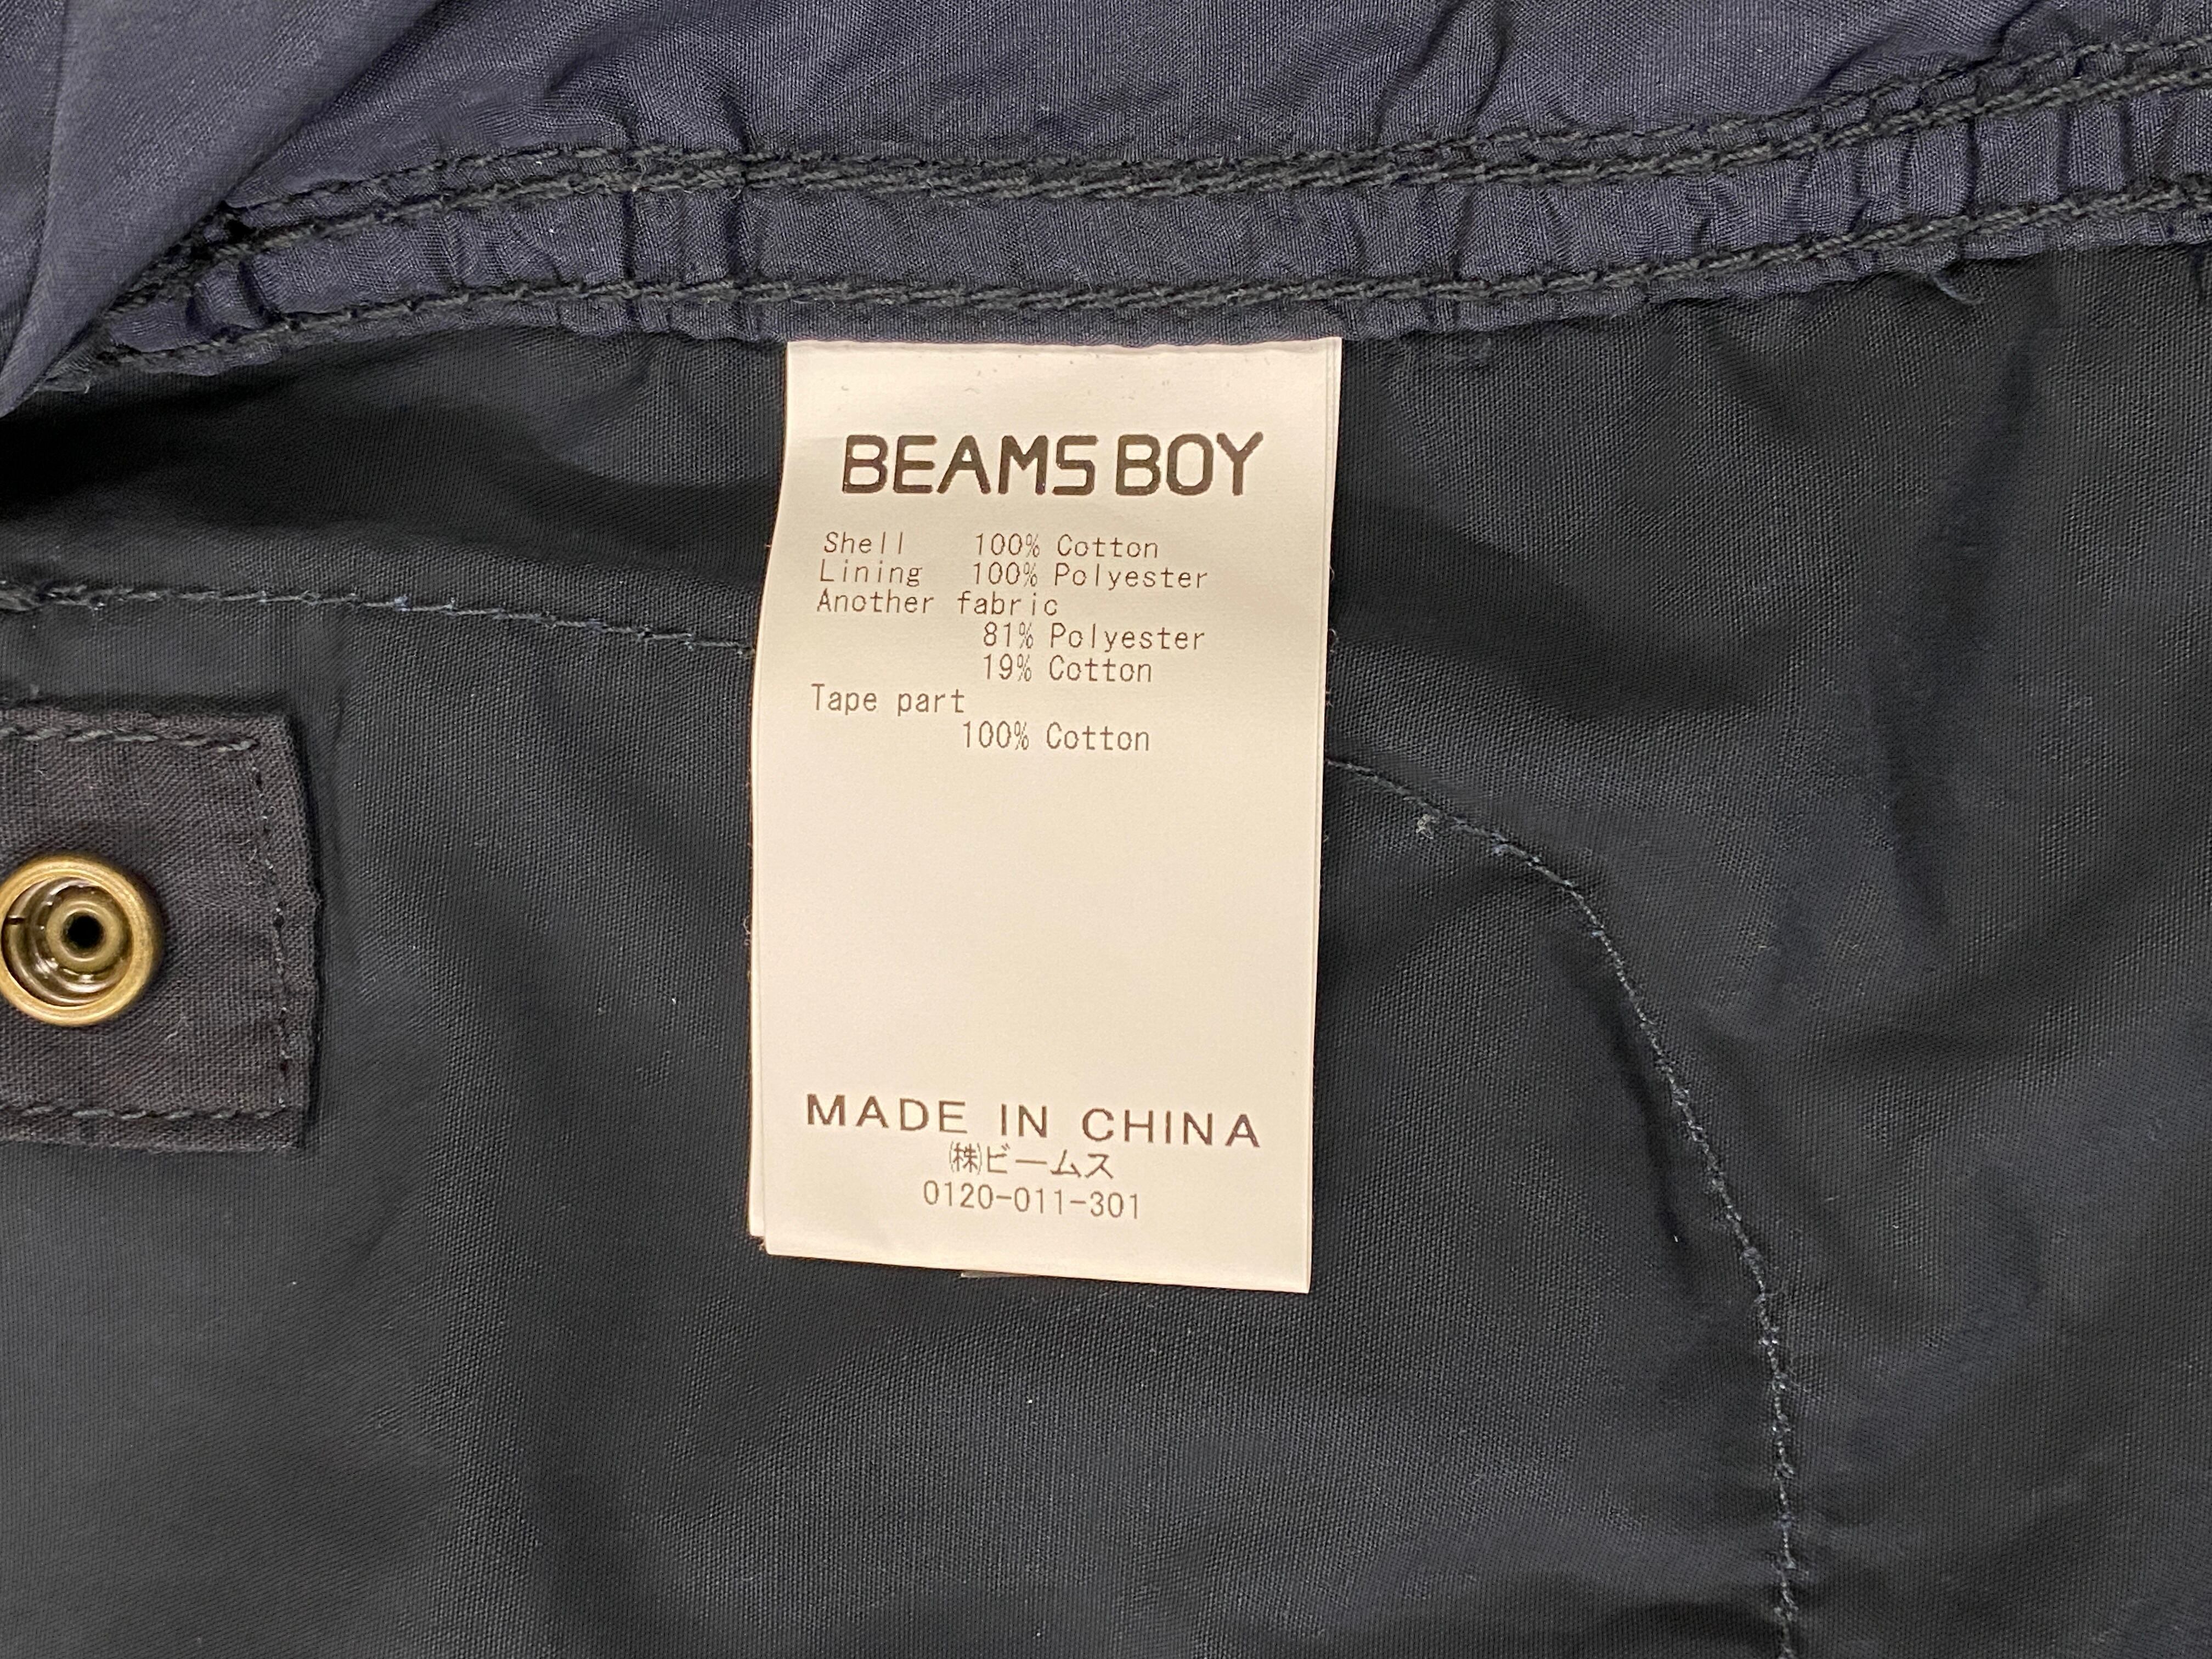 BEAMS BOY
Shell 100% Cotton
Lining 100% Polyester
Another fabric
81% Polyester
19% Cotton
Tape part
100% Cotton
MADE IN CHINA
㈱ビームス
0120-011-301